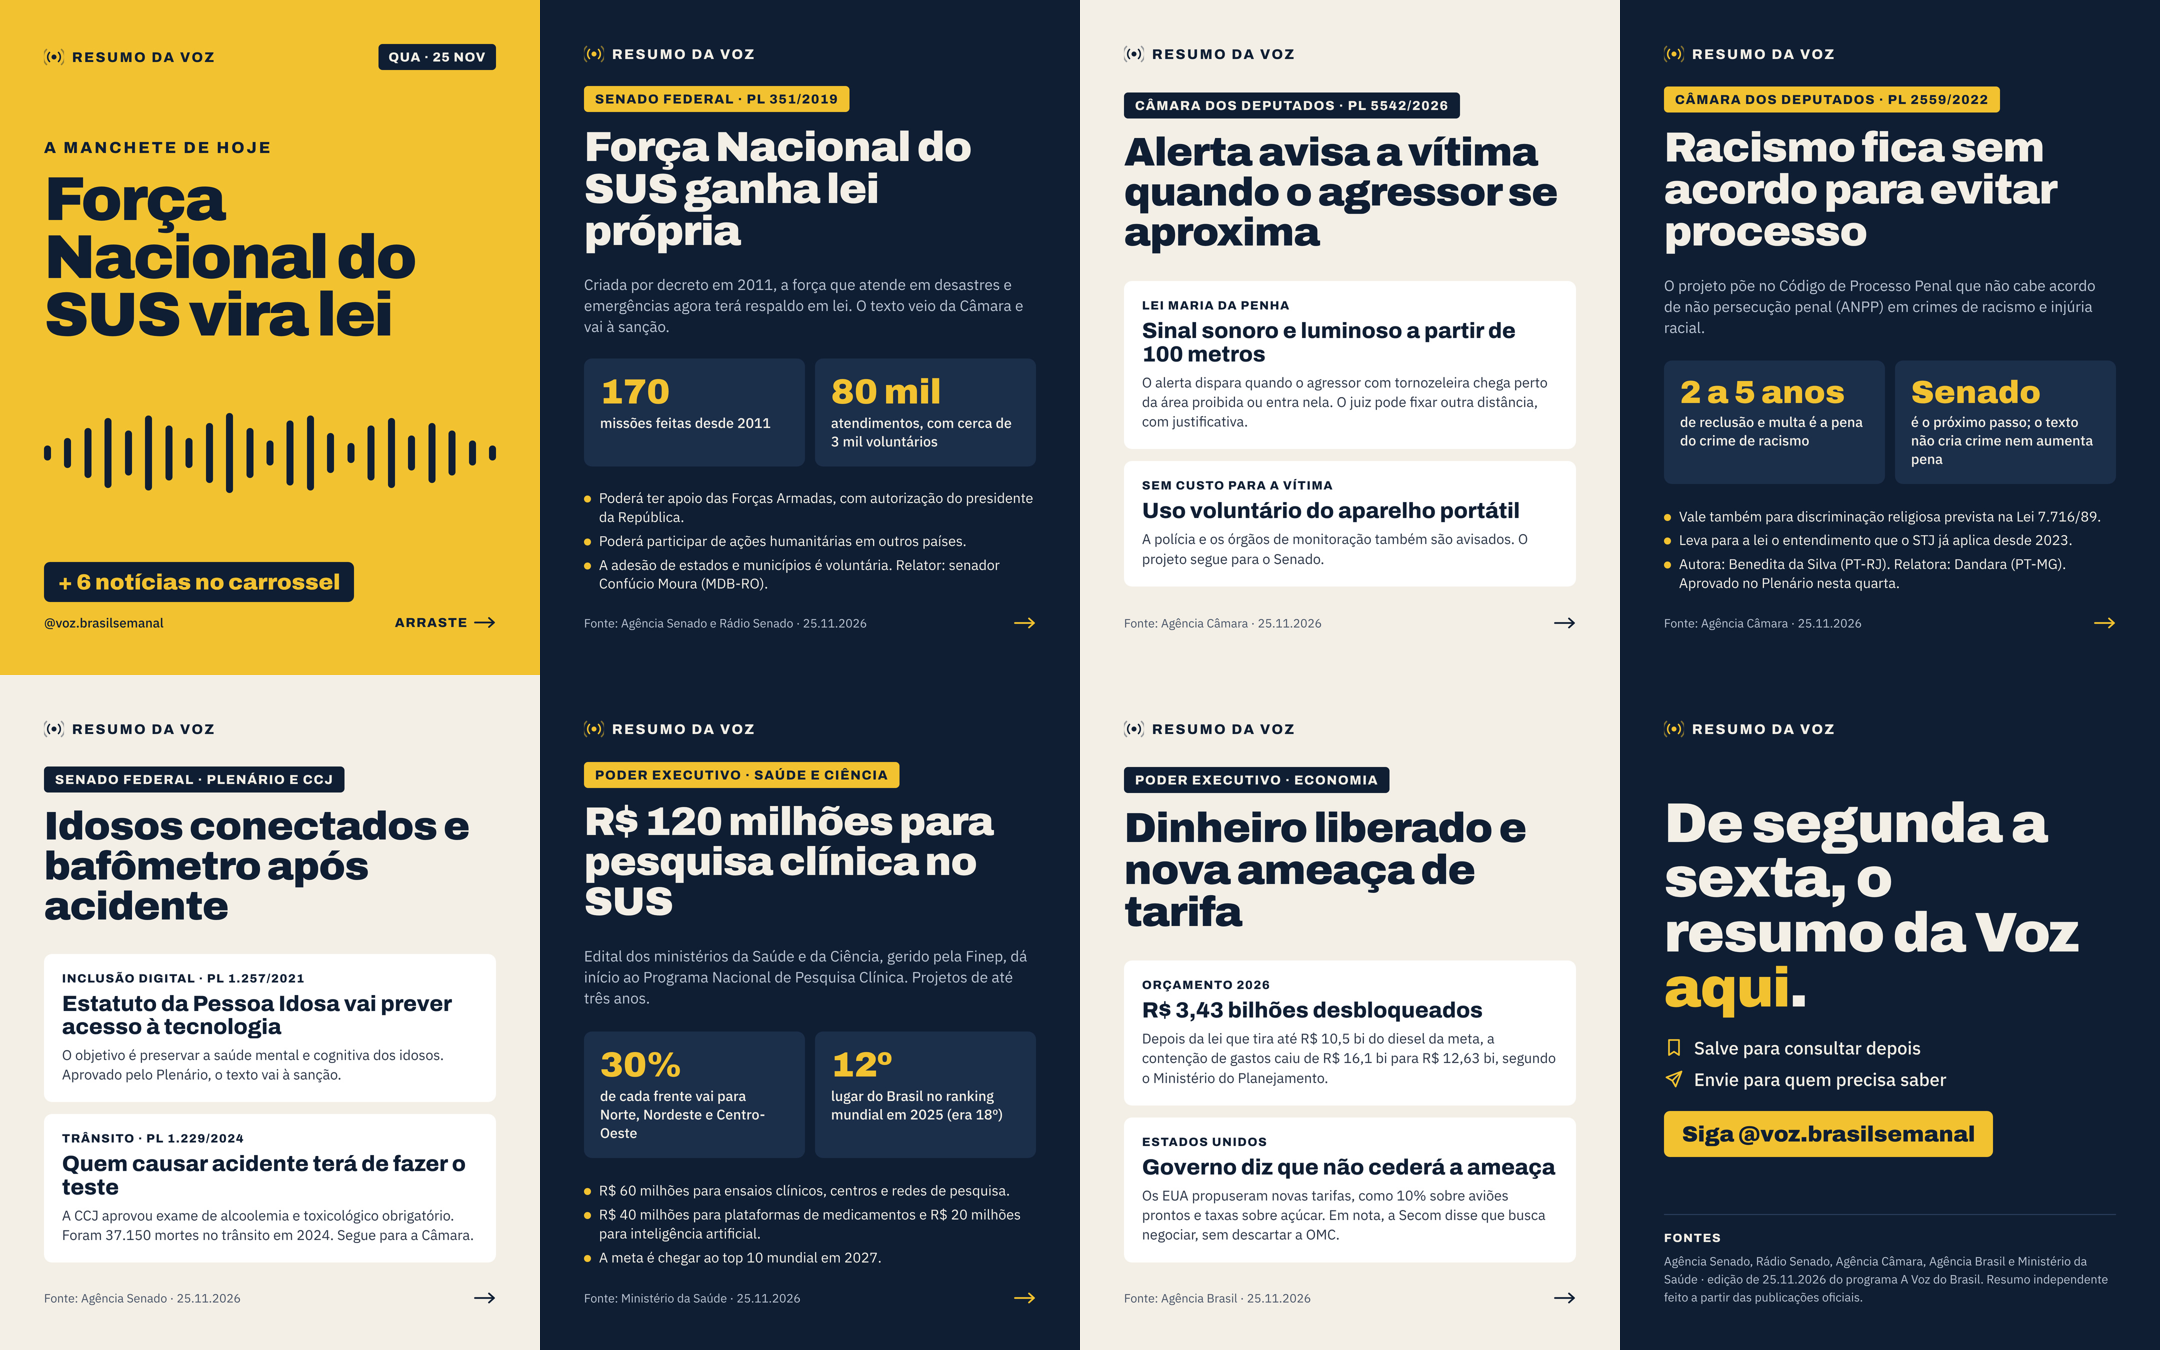 RESUMO DA VOZ
QUA · 25 NOV
A MANCHETE DE HOJE
Força
Nacional do
SUS vira lei
+ 6 notícias no carrossel
@voz.brasilsemanal
ARRASTE →
RESUMO DA VOZ
SENADO FEDERAL · PL 351/2019
Força Nacional do
SUS ganha lei
própria
Criada por decreto em 2011, a força que atende em desastres e
emergências agora terá respaldo em lei. O texto veio da Câmara e
vai à sanção.
170
missões feitas desde 2011
80 mil
atendimentos, com cerca de
3 mil voluntários
Poderá ter apoio das Forças Armadas, com autorização do presidente
da República.
Poderá participar de ações humanitárias em outros países.
A adesão de estados e municípios é voluntária. Relator: senador
Confúcio Moura (MDB-RO).
Fonte: Agência Senado e Rádio Senado · 25.11.2026
RESUMO DA VOZ
CÂMARA DOS DEPUTADOS · PL 5542/2026
Alerta avisa a vítima
quando o agressor se
aproxima
LEI MARIA DA PENHA
Sinal sonoro e luminoso a partir de
100 metros
O alerta dispara quando o agressor com tornozeleira chega perto
da área proibida ou entra nela. O juiz pode fixar outra distância,
com justificativa.
SEM CUSTO PARA A VÍTIMA
Uso voluntário do aparelho portátil
A polícia e os órgãos de monitoração também são avisados. O
projeto segue para o Senado.
Fonte: Agência Câmara · 25.11.2026
RESUMO DA VOZ
CÂMARA DOS DEPUTADOS · PL 2559/2022
Racismo fica sem
acordo para evitar
processo
O projeto põe no Código de Processo Penal que não cabe acordo
de não persecução penal (ANPP) em crimes de racismo e injúria
racial.
2 a 5 anos
de reclusão e multa é a pena
do crime de racismo
Senado
é o próximo passo; o texto
não cria crime nem aumenta
pena
Vale também para discriminação religiosa prevista na Lei 7.716/89.
Leva para a lei o entendimento que o STJ já aplica desde 2023.
Autora: Benedita da Silva (PT-RJ). Relatora: Dandara (PT-MG).
Aprovado no Plenário nesta quarta.
Fonte: Agência Câmara · 25.11.2026
RESUMO DA VOZ
SENADO FEDERAL · PLENÁRIO E CCJ
Idosos conectados e
bafômetro após
acidente
INCLUSÃO DIGITAL · PL 1.257/2021
Estatuto da Pessoa Idosa vai prever
acesso à tecnologia
O objetivo é preservar a saúde mental e cognitiva dos idosos.
Aprovado pelo Plenário, o texto vai à sanção.
TRÂNSITO · PL 1.229/2024
Quem causar acidente terá de fazer o
teste
A CCJ aprovou exame de alcoolemia e toxicológico obrigatório.
Foram 37.150 mortes no trânsito em 2024. Segue para a Câmara.
Fonte: Agência Senado · 25.11.2026
RESUMO DA VOZ
PODER EXECUTIVO · SAÚDE E CIÊNCIA
R$ 120 milhões para
pesquisa clínica no
SUS
Edital dos ministérios da Saúde e da Ciência, gerido pela Finep, dá
início ao Programa Nacional de Pesquisa Clínica. Projetos de até
três anos.
30%
de cada frente vai para
Norte, Nordeste e Centro-
Oeste
12º
lugar do Brasil no ranking
mundial em 2025 (era 18º)
R$ 60 milhões para ensaios clínicos, centros e redes de pesquisa.
R$ 40 milhões para plataformas de medicamentos e R$ 20 milhões
para inteligência artificial.
A meta é chegar ao top 10 mundial em 2027.
Fonte: Ministério da Saúde · 25.11.2026
RESUMO DA VOZ
PODER EXECUTIVO · ECONOMIA
Dinheiro liberado e
nova ameaça de
tarifa
ORÇAMENTO 2026
R$ 3,43 bilhões desbloqueados
Depois da lei que tira até R$ 10,5 bi do diesel da meta, a
contenção de gastos caiu de R$ 16,1 bi para R$ 12,63 bi, segundo
o Ministério do Planejamento.
ESTADOS UNIDOS
Governo diz que não cederá a ameaça
Os EUA propuseram novas tarifas, como 10% sobre aviões
prontos e taxas sobre açúcar. Em nota, a Secom disse que busca
negociar, sem descartar a OMC.
Fonte: Agência Brasil · 25.11.2026
RESUMO DA VOZ
De segunda a
sexta, o
resumo da Voz
aqui.
Salve para consultar depois
Envie para quem precisa saber
Siga @voz.brasilsemanal
FONTES
Agência Senado, Rádio Senado, Agência Câmara, Agência Brasil e Ministério da
Saúde · edição de 25.11.2026 do programa A Voz do Brasil. Resumo independente
feito a partir das publicações oficiais.